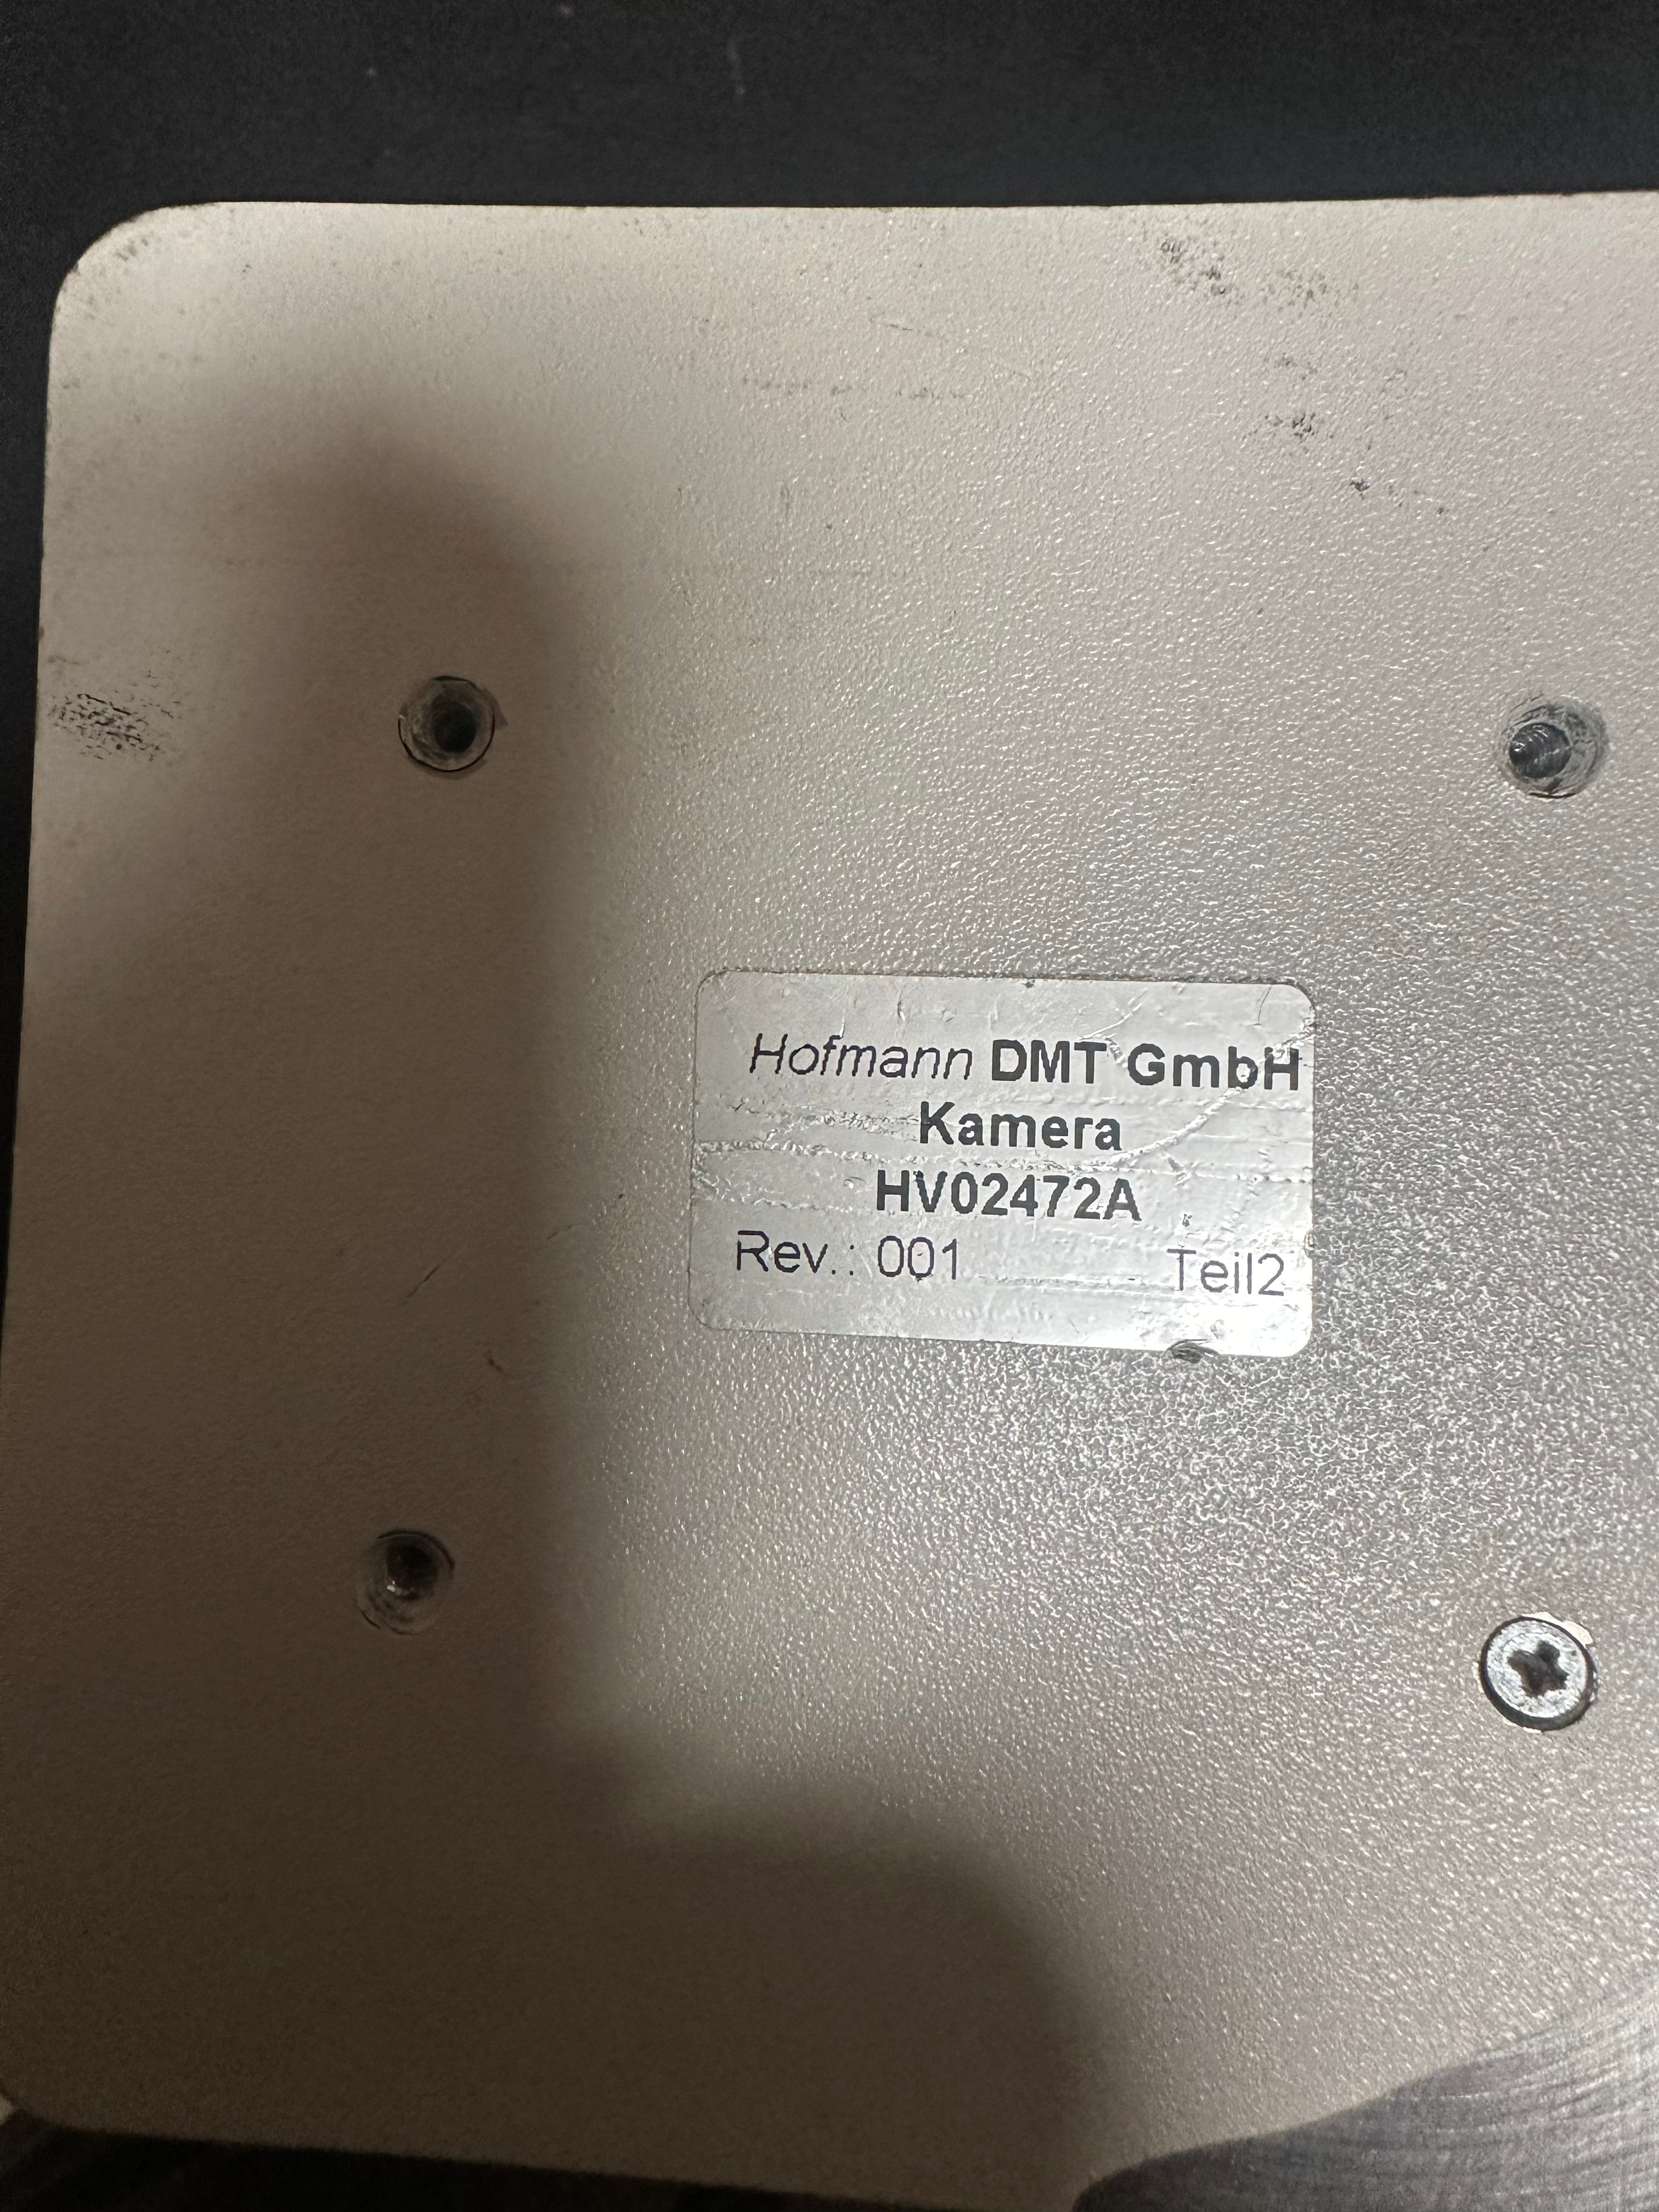 Hofmann DMT GmbH
Kamera
HV02472A
Rev.: 001 Teil2